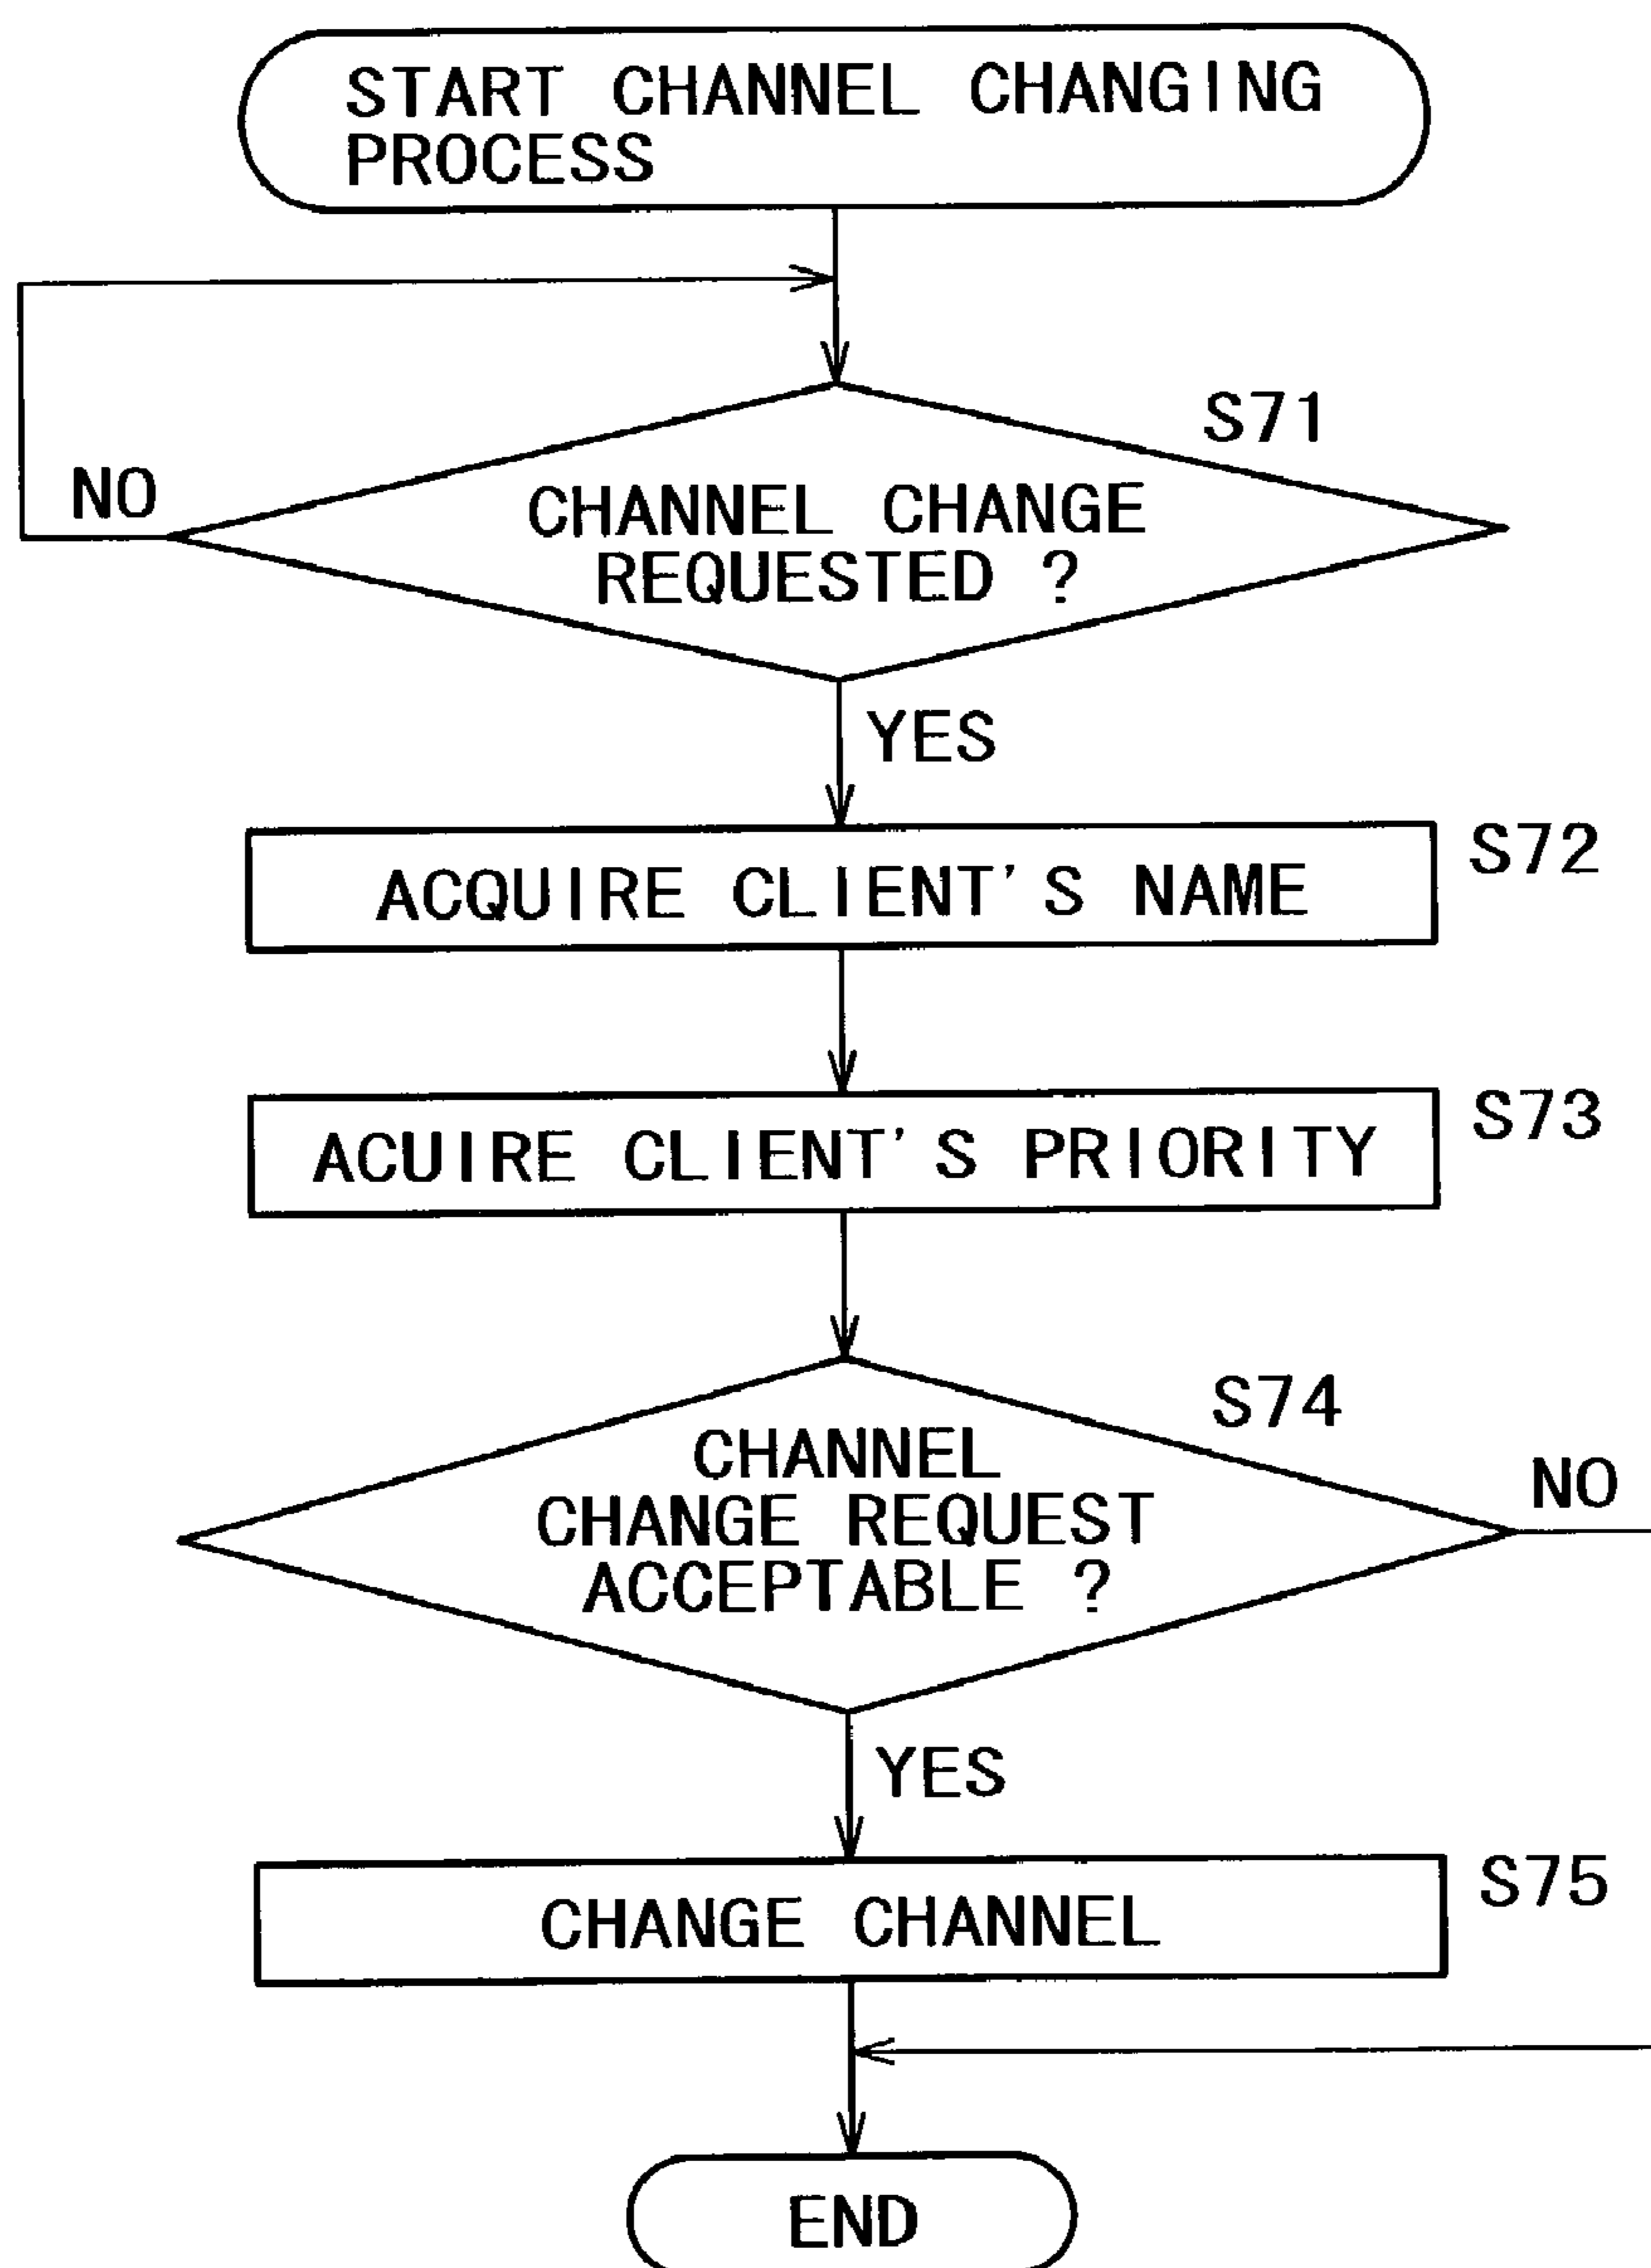 START CHANNEL CHANGING
PROCESS
S71
NO
CHANNEL CHANGE
REQUESTED ?
YES
S72
ACQUIRE CLIENT'S NAME
S73
ACUIRE CLIENT'S PRIORITY
S74
CHANNEL
CHANGE REQUEST
ACCEPTABLE ?
NO
YES
S75
CHANGE CHANNEL
END